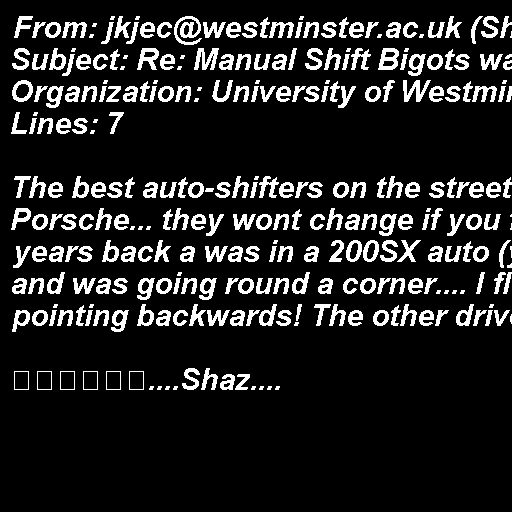 From: jkjec@westminster.ac.uk (Sh
Subject: Re: Manual Shift Bigots wa
Organization: University of Westmin
Lines: 7

The best auto-shifters on the street
Porsche... they wont change if you f
years back a was in a 200SX auto (y
and was going round a corner.... I fl
pointing backwards! The other drive
□□□□□□....Shaz....